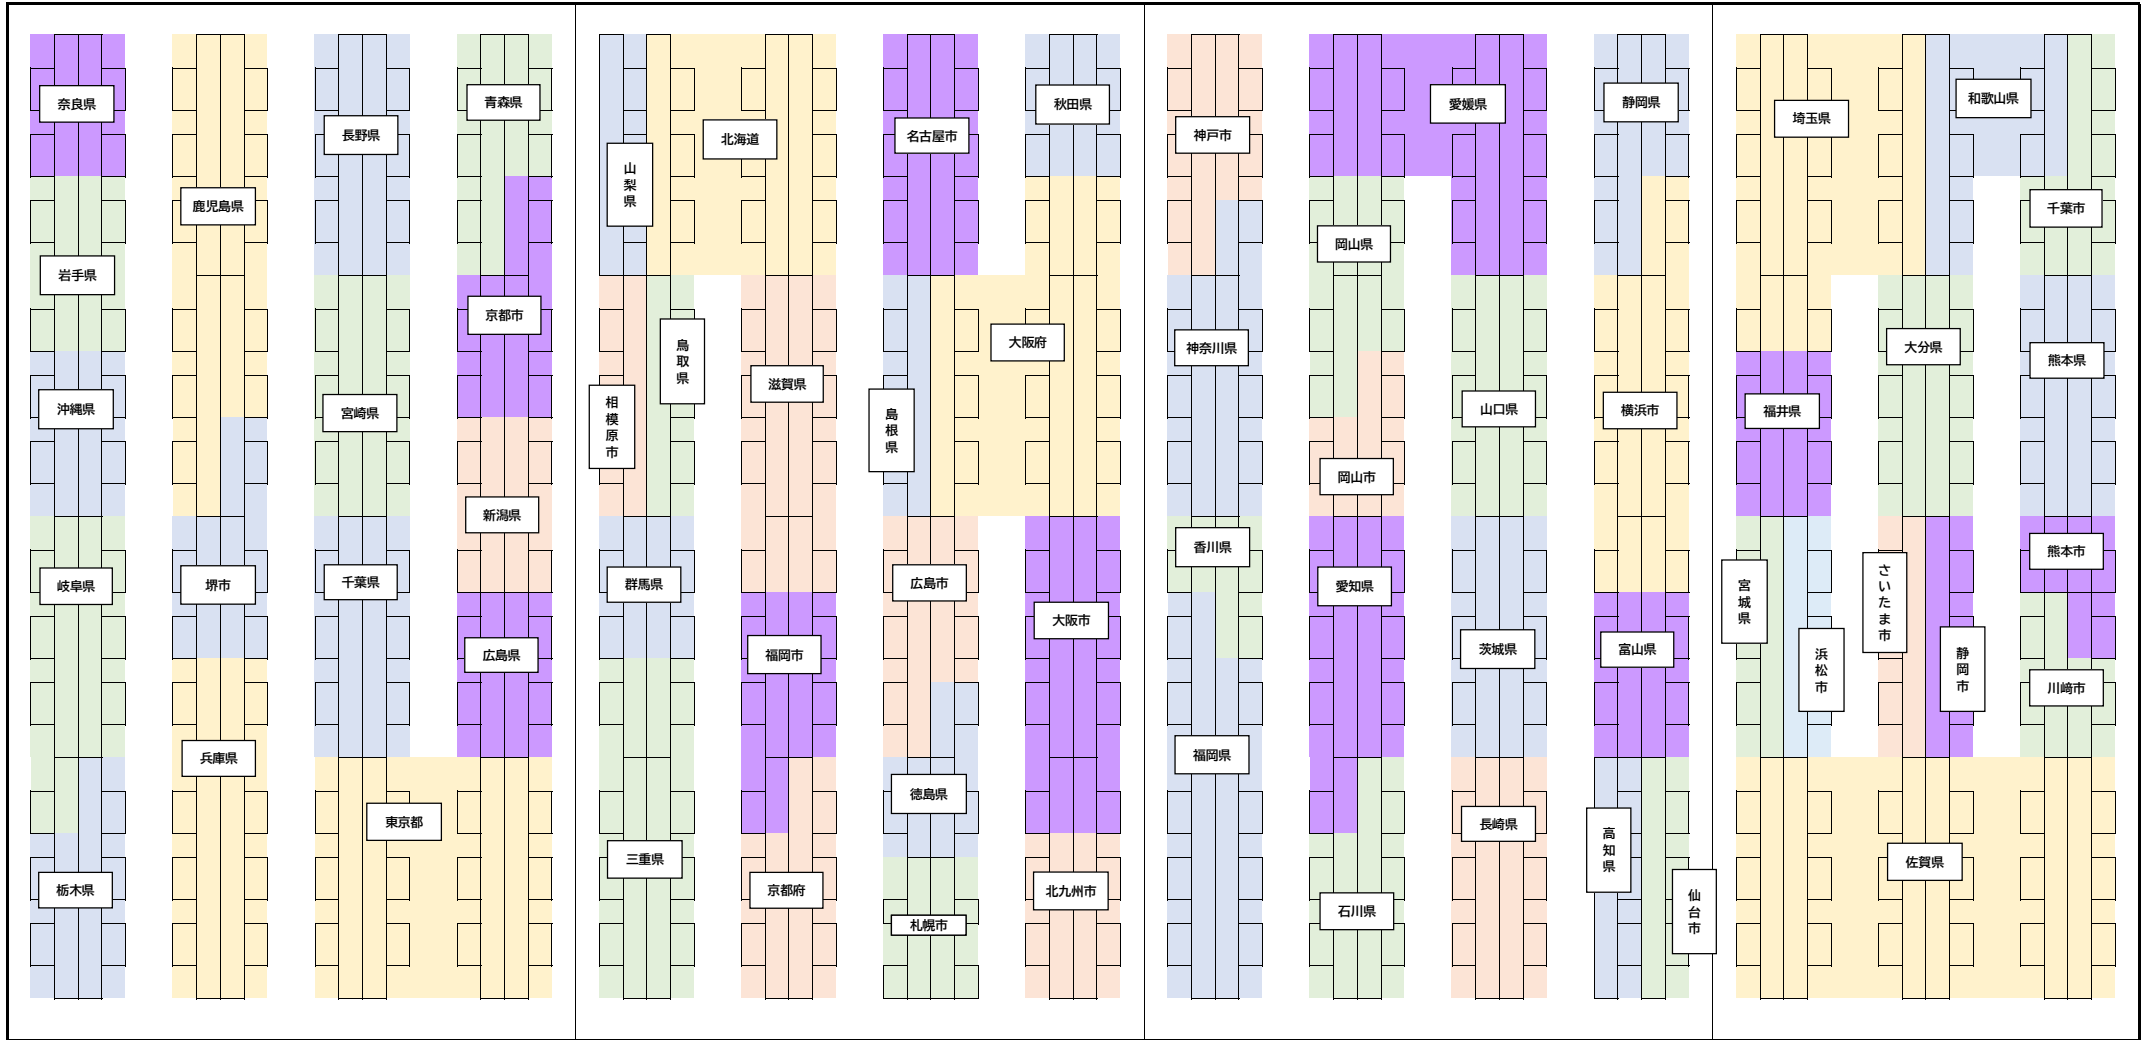 奈良県
岩手県
沖縄県
岐阜県
栃木県
鹿児島県
堺市
兵庫県
長野県
宮崎県
千葉県
東京都
青森県
京都市
新潟県
広島県
山梨県
北海道
相模原市
鳥取県
滋賀県
群馬県
福岡市
三重県
京都府
名古屋市
秋田県
大阪府
島根県
広島市
大阪市
徳島県
北九州市
札幌市
神戸市
神奈川県
香川県
福岡県
愛媛県
岡山県
岡山市
山口県
愛知県
茨城県
長崎県
石川県
静岡県
横浜市
富山県
高知県
仙台市
埼玉県
和歌山県
千葉市
福井県
大分県
熊本県
宮城県
浜松市
さいたま市
静岡市
熊本市
川﨑市
佐賀県